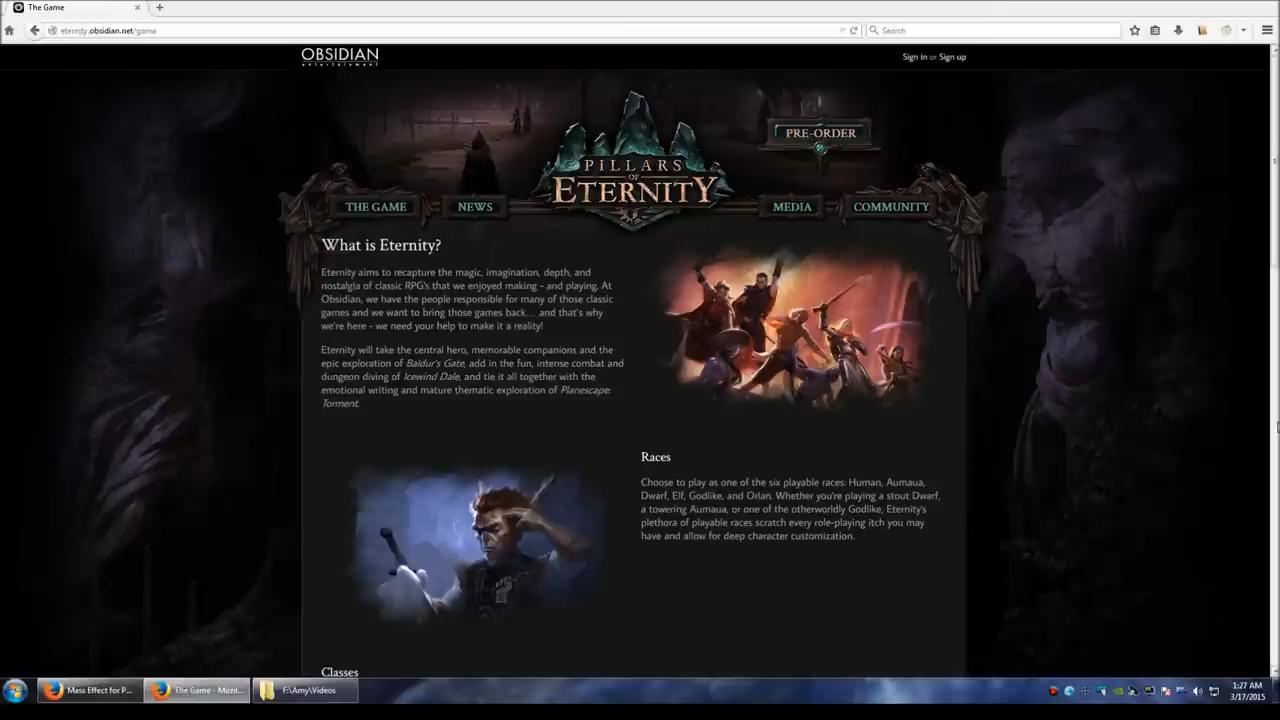 The Game
eternity.obsidian.net/game
Search
OBSIDIAN
entertainment
Sign in or Sign up
PRE-ORDER
PILLARS
OF
ETERNITY
THE GAME
NEWS
MEDIA
COMMUNITY
What is Eternity?
Eternity aims to recapture the magic, imagination, depth, and
nostalgia of classic RPG's that we enjoyed making - and playing. At
Obsidian, we have the people responsible for many of those classic
games and we want to bring those games back... and that's why
we're here - we need your help to make it a reality!
Eternity will take the central hero, memorable companions and the
epic exploration of Baldur's Gate, add in the fun, intense combat and
dungeon diving of Icewind Dale, and tie it all together with the
emotional writing and mature thematic exploration of Planescape:
Torment.
Races
Choose to play as one of the six playable races: Human, Aumaua,
Dwarf, Elf, Godlike, and Orlan. Whether you're playing a stout Dwarf,
a towering Aumaua, or one of the otherworldly Godlike, Eternity's
plethora of playable races scratch every role-playing itch you may
have and allow for deep character customization.
Classes
Mass Effect for P...
The Game - Mozil...
F:\Amy\Videos
1:27 AM
3/17/2015